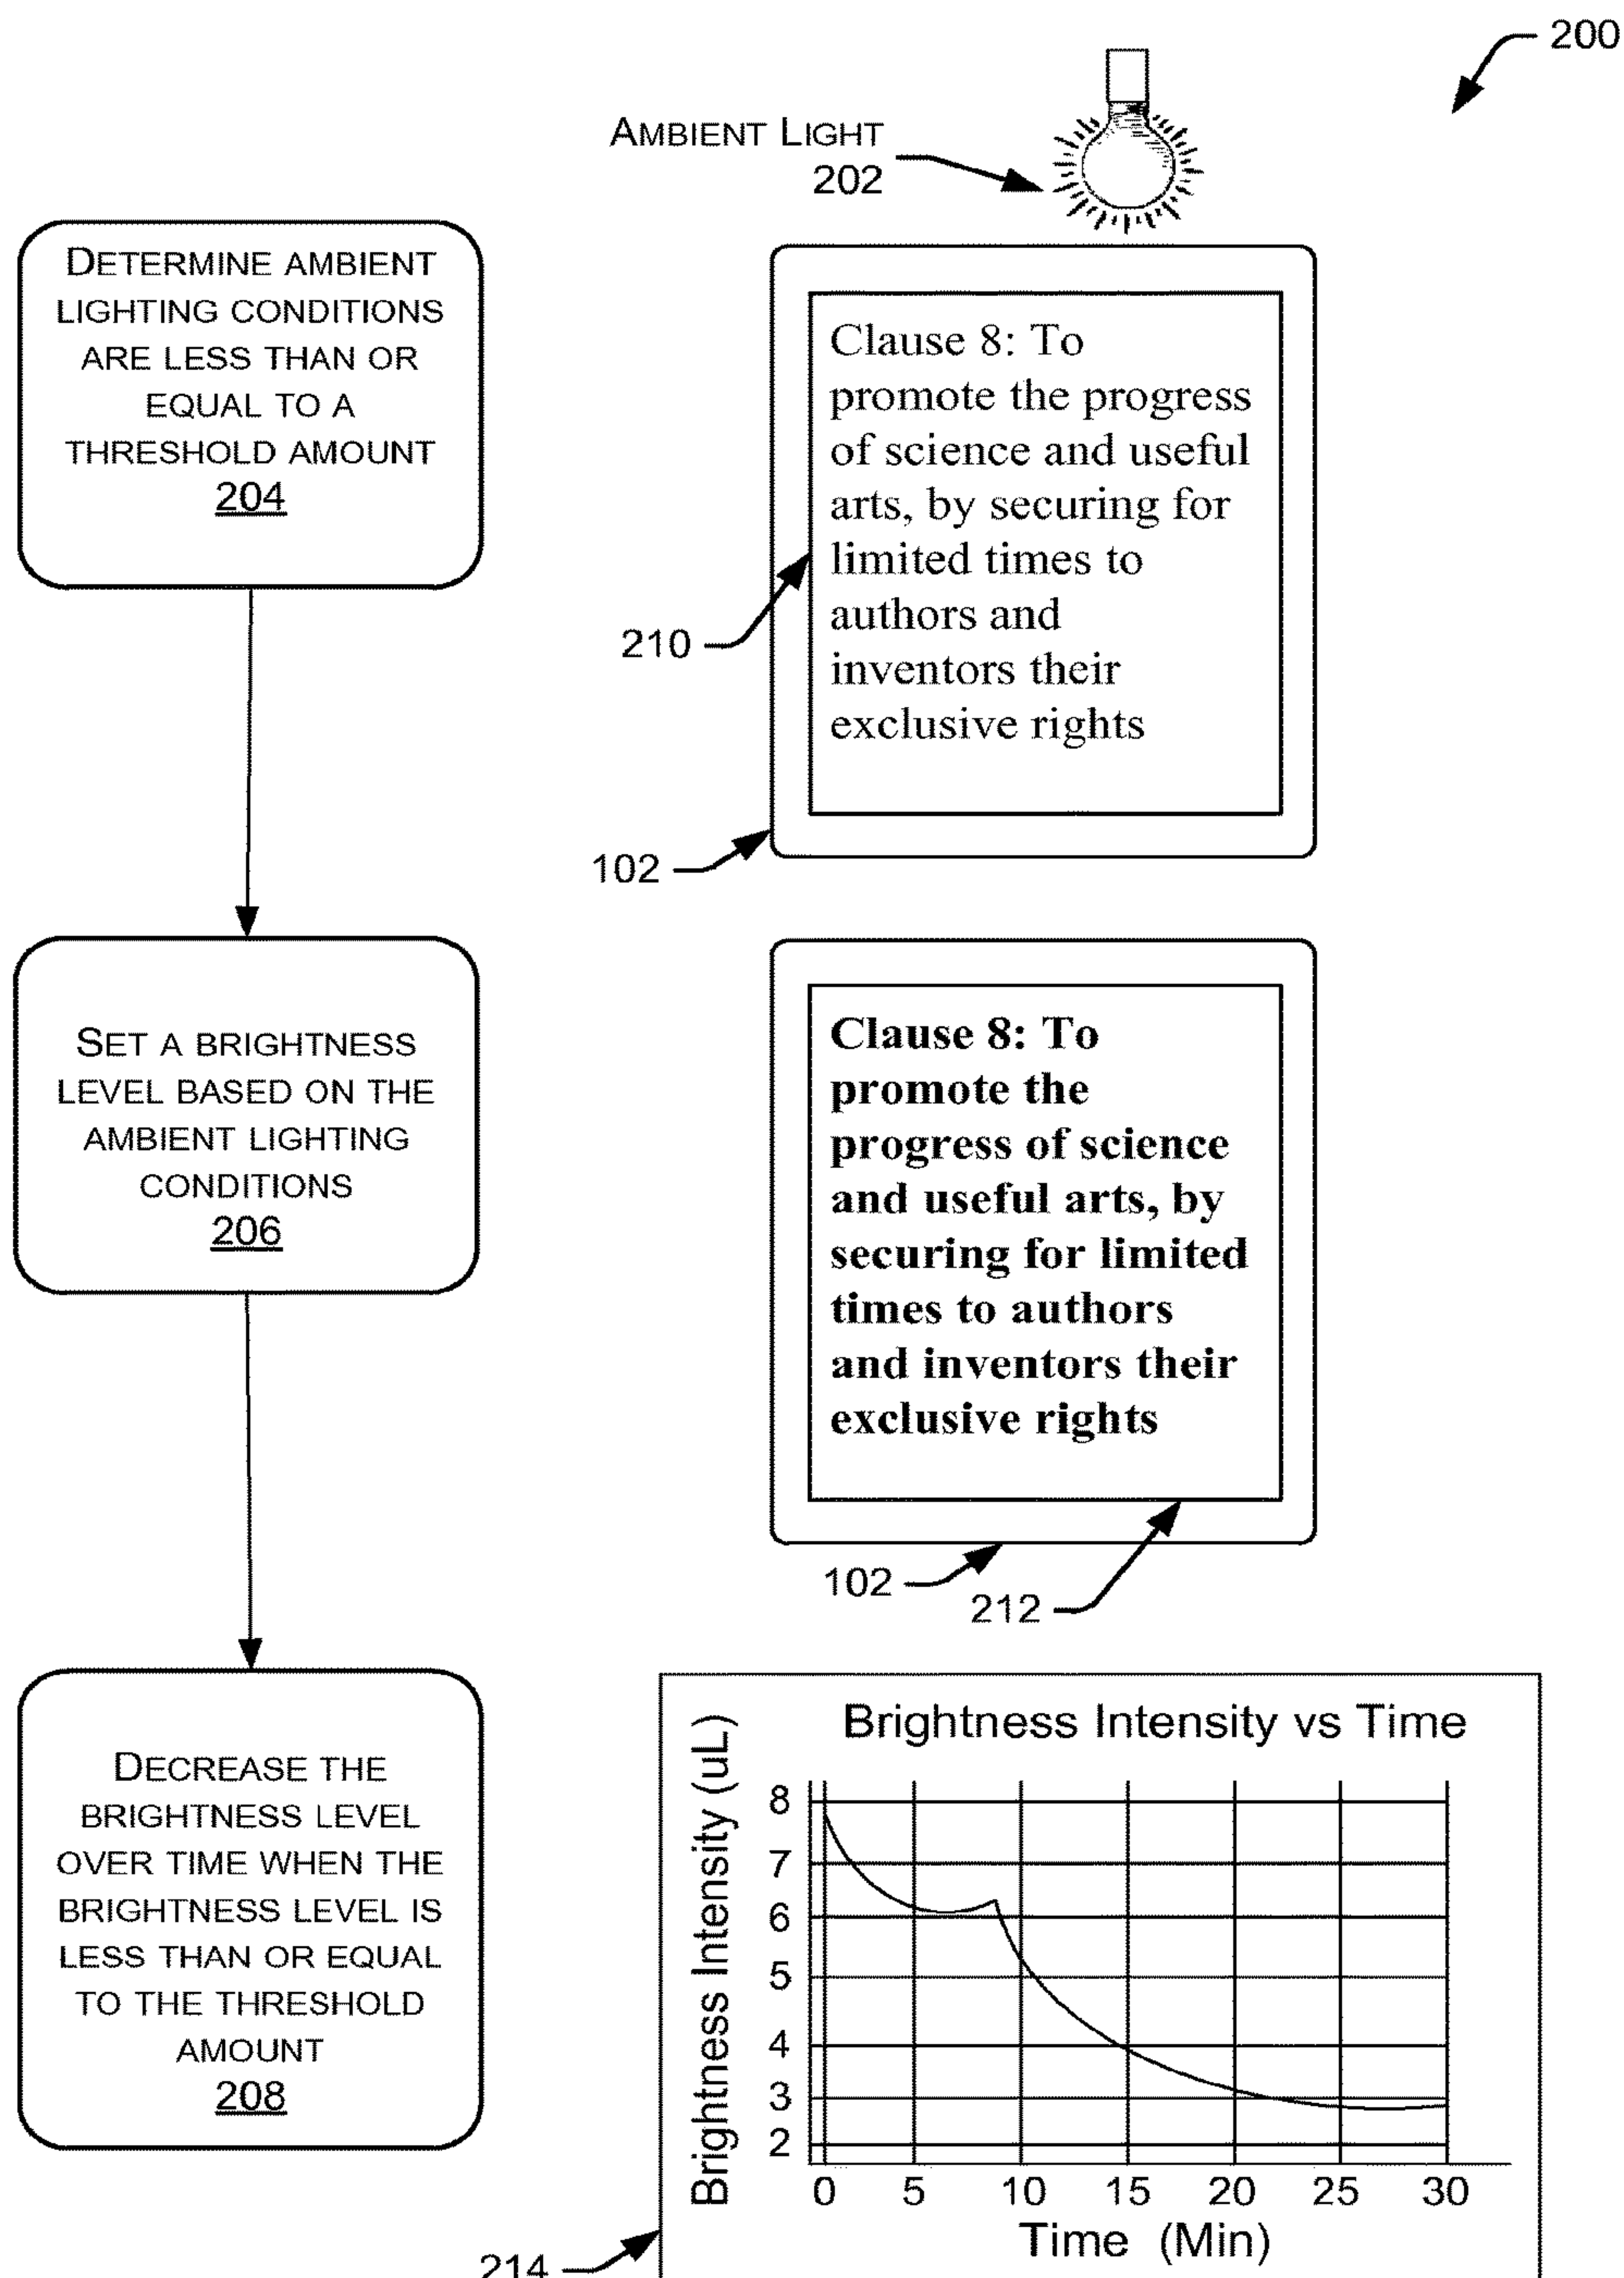 200
AMBIENT LIGHT
202
DETERMINE AMBIENT
LIGHTING CONDITIONS
ARE LESS THAN OR
EQUAL TO A
THRESHOLD AMOUNT
204
Clause 8: To
promote the progress
of science and useful
arts, by securing for
limited times to
authors and
inventors their
exclusive rights
210
102
SET A BRIGHTNESS
LEVEL BASED ON THE
AMBIENT LIGHTING
CONDITIONS
206
Clause 8: To
promote the
progress of science
and useful arts, by
securing for limited
times to authors
and inventors their
exclusive rights
102
212
DECREASE THE
BRIGHTNESS LEVEL
OVER TIME WHEN THE
BRIGHTNESS LEVEL IS
LESS THAN OR EQUAL
TO THE THRESHOLD
AMOUNT
208
Brightness Intensity vs Time
Brightness Intensity (uL)
8
7
6
5
4
3
2
0 5 10 15 20 25 30
Time (Min)
214